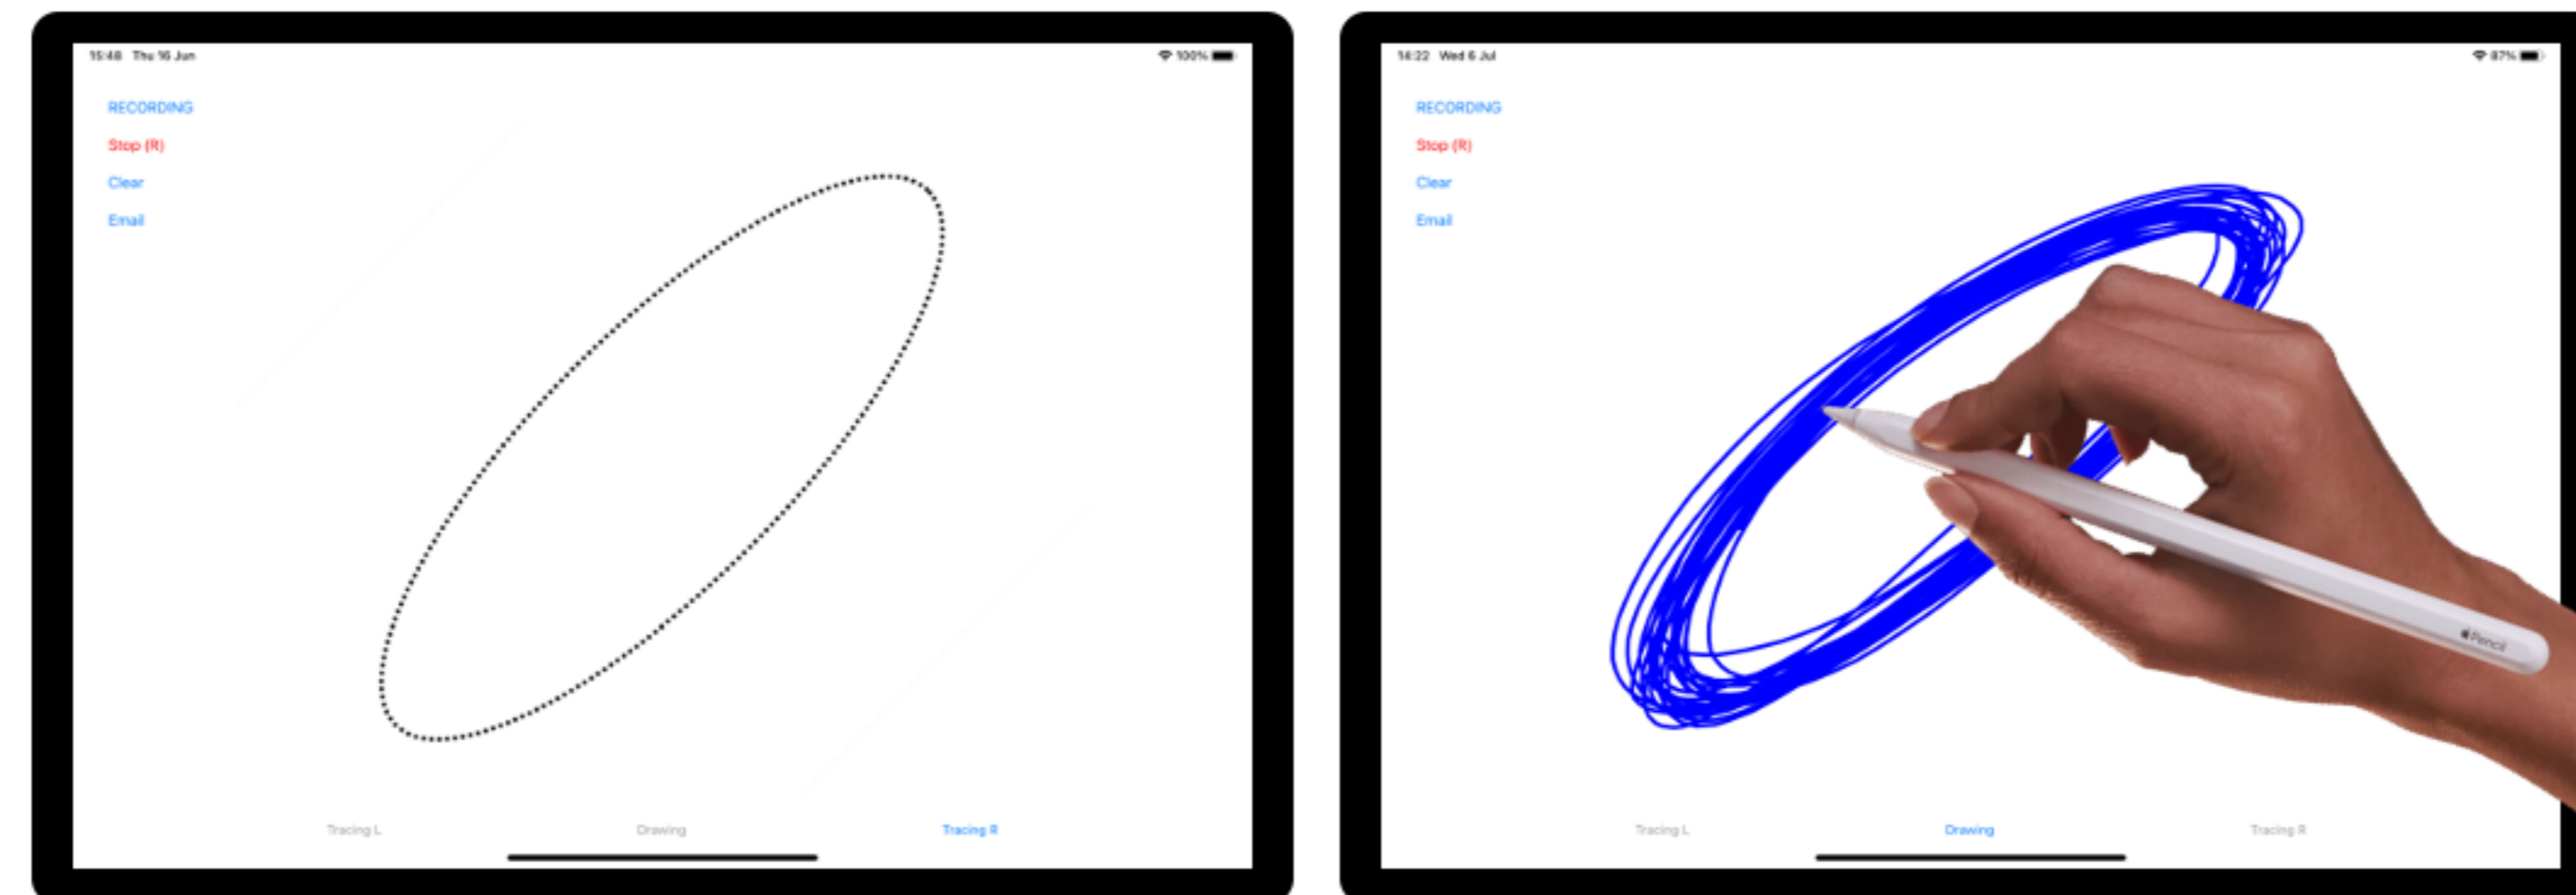 15:48 Thu 16 Jun
100%
RECORDING
Stop (R)
Clear
Email
Tracing L
Drawing
Tracing R
14:22 Wed 6 Jul
87%
RECORDING
Stop (R)
Clear
Email
Pencil
Tracing L
Drawing
Tracing R